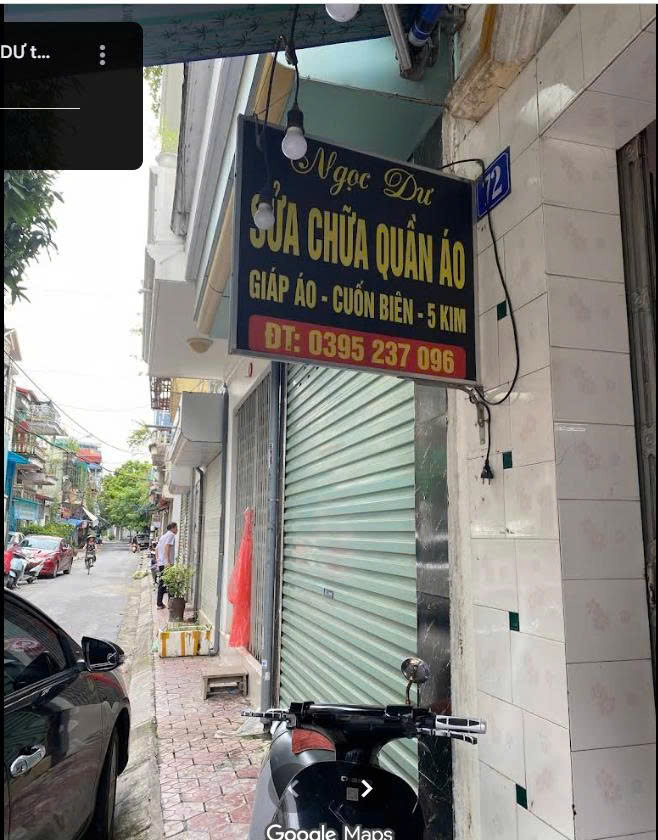 DƯ t...
Ngọc Dư
72
SỬA CHỮA QUẦN ÁO
GIÁP ÁO - CUỐN BIÊN - 5 KIM
ĐT: 0395 237 096
Google Maps